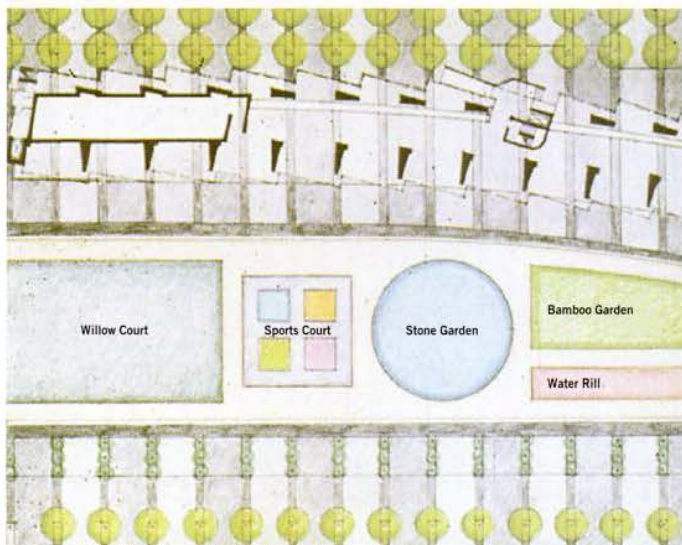 Willow Court
Sports Court
Stone Garden
Bamboo Garden
Water Rill